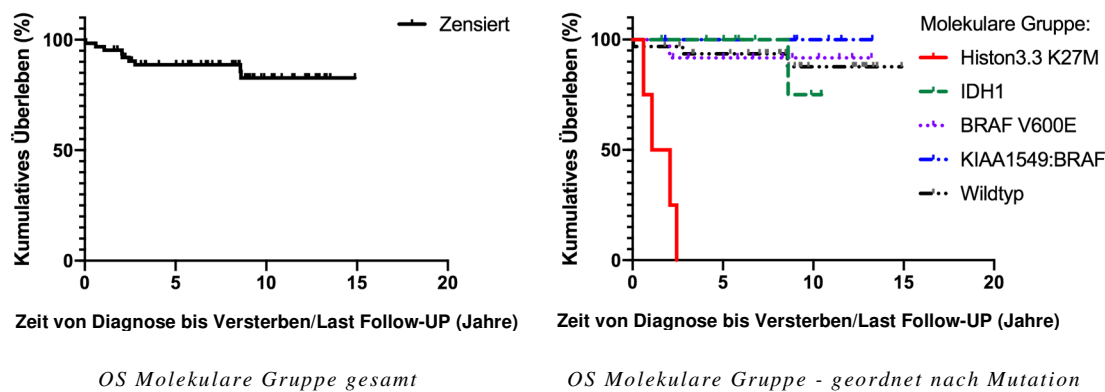 Kumulatives Überleben (%)
100
50
0
0 5 10 15 20
Zensiert
Zeit von Diagnose bis Versterben/Last Follow-UP (Jahre)
OS Molekulare Gruppe gesamt
Kumulatives Überleben (%)
100
50
0
0 5 10 15 20
Molekulare Gruppe:
Histon3.3 K27M
IDH1
BRAF V600E
KIAA1549:BRAF
Wildtyp
Zeit von Diagnose bis Versterben/Last Follow-UP (Jahre)
OS Molekulare Gruppe - geordnet nach Mutation